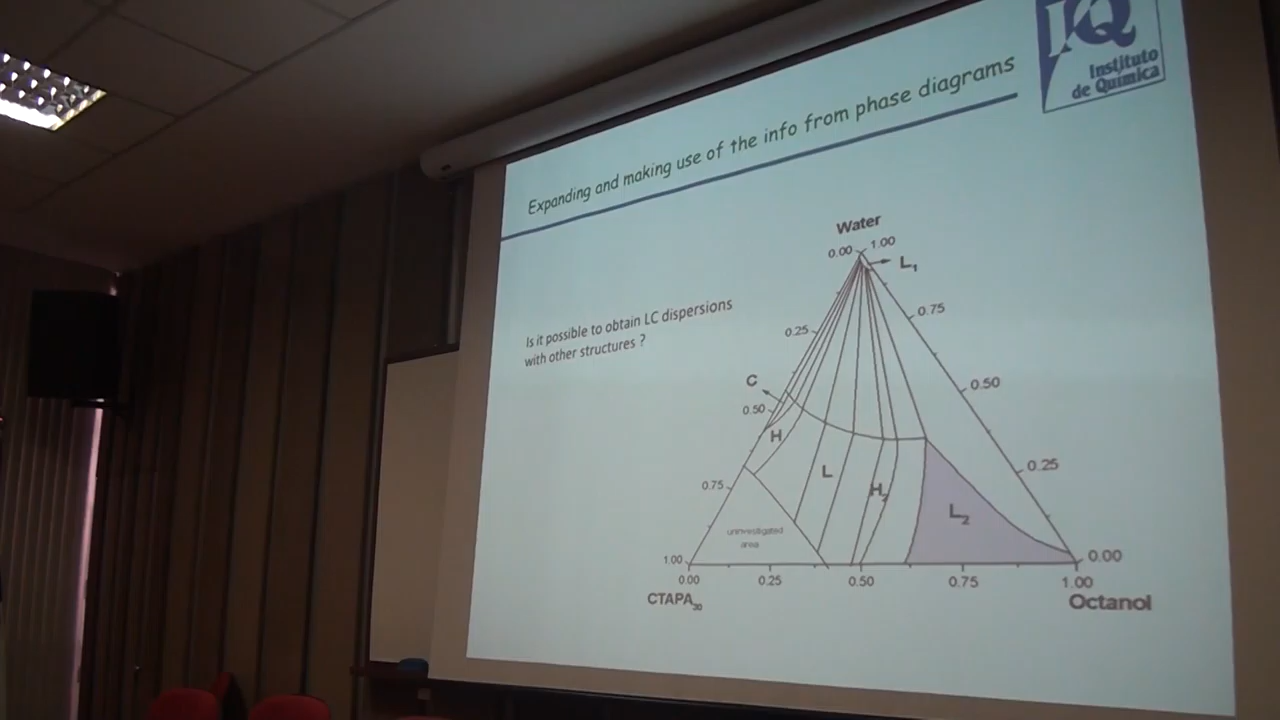 IQ
Instituto
de Química
Expanding and making use of the info from phase diagrams
Is it possible to obtain LC dispersions
with other structures ?
Water
0.00 1.00
L1
0.25 0.75
C
0.50 0.50
H
L
0.75 0.25
H2
L2
uninvestigated
area
1.00 0.00
0.00 0.25 0.50 0.75 1.00
CTAPA30 Octanol